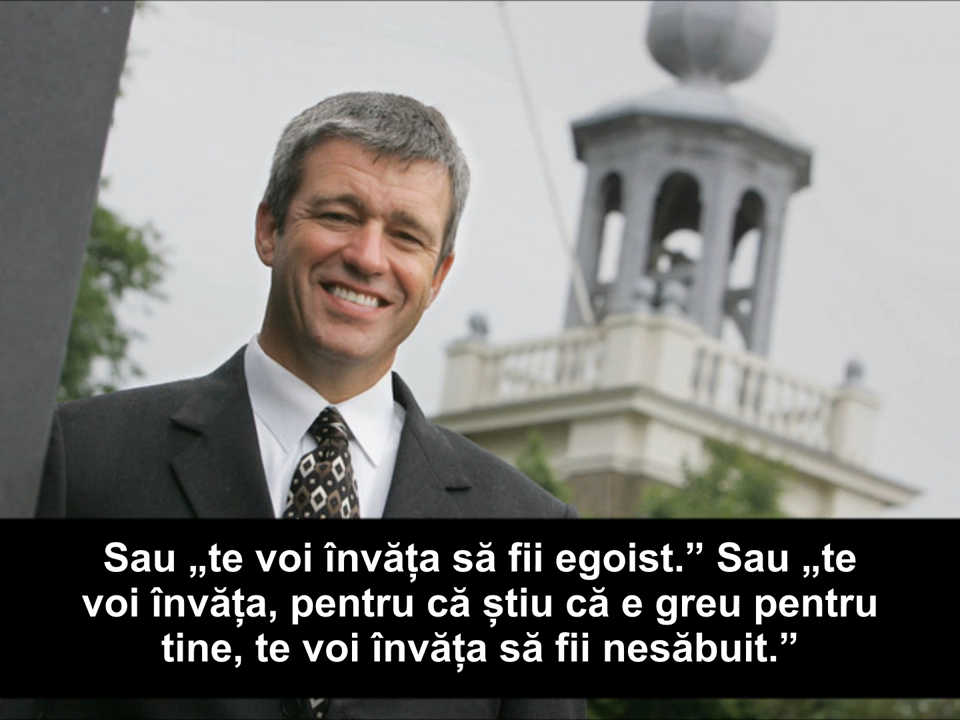 Sau „te voi învăța să fii egoist.” Sau „te
voi învăța, pentru că știu că e greu pentru
tine, te voi învăța să fii nesăbuit.”